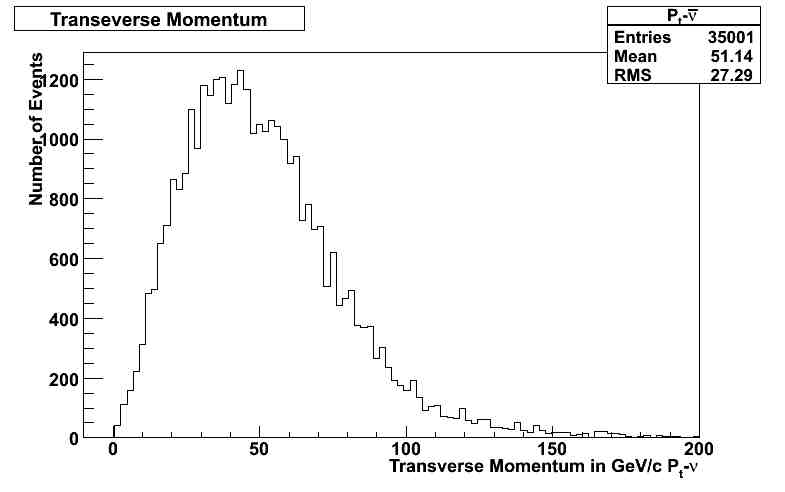 Transeverse Momentum
Pt-ν̅
Entries 35001
Mean 51.14
RMS 27.29
Number of Events
1200
1000
800
600
400
200
0
0 50 100 150 200
Transverse Momentum in GeV/c Pt-ν